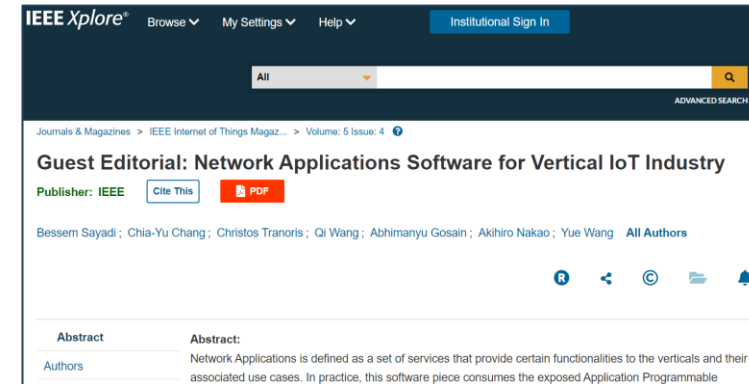 IEEE Xplore®
Browse
My Settings
Help
Institutional Sign In
All
ADVANCED SEARCH
Journals & Magazines > IEEE Internet of Things Magaz... > Volume: 5 Issue: 4 ?
Guest Editorial: Network Applications Software for Vertical IoT Industry
Publisher: IEEE
Cite This
PDF
Bessem Sayadi ; Chia-Yu Chang ; Christos Tranoris ; Qi Wang ; Abhimanyu Gosain ; Akihiro Nakao ; Yue Wang All Authors
R
©
Abstract
Authors
Abstract:
Network Applications is defined as a set of services that provide certain functionalities to the verticals and their
associated use cases. In practice, this software piece consumes the exposed Application Programmable